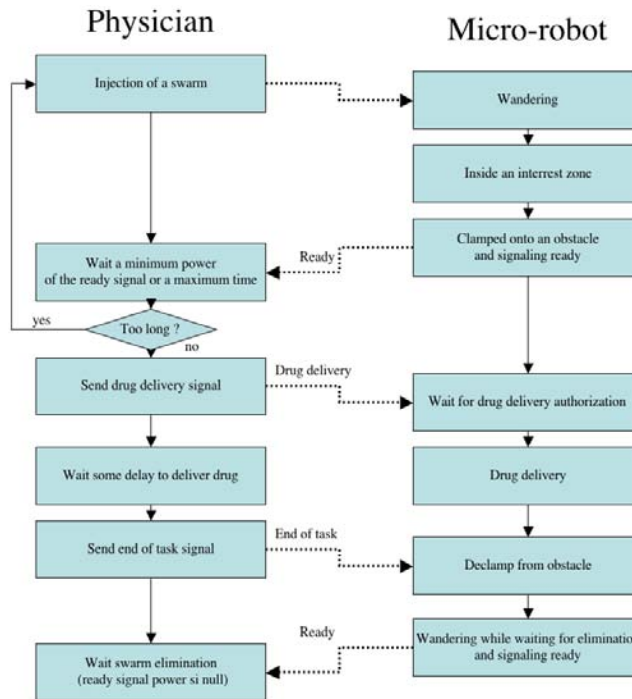 Physician
Micro-robot
Injection of a swarm
Wandering
Inside an interrest zone
Clamped onto an obstacle
and signaling ready
Ready
Wait a minimum power
of the ready signal or a maximum time
yes
Too long ?
no
Send drug delivery signal
Drug delivery
Wait for drug delivery authorization
Wait some delay to deliver drug
Drug delivery
Send end of task signal
End of task
Declamp from obstacle
Ready
Wandering while waiting for elimination
and signaling ready
Wait swarm elimination
(ready signal power si null)